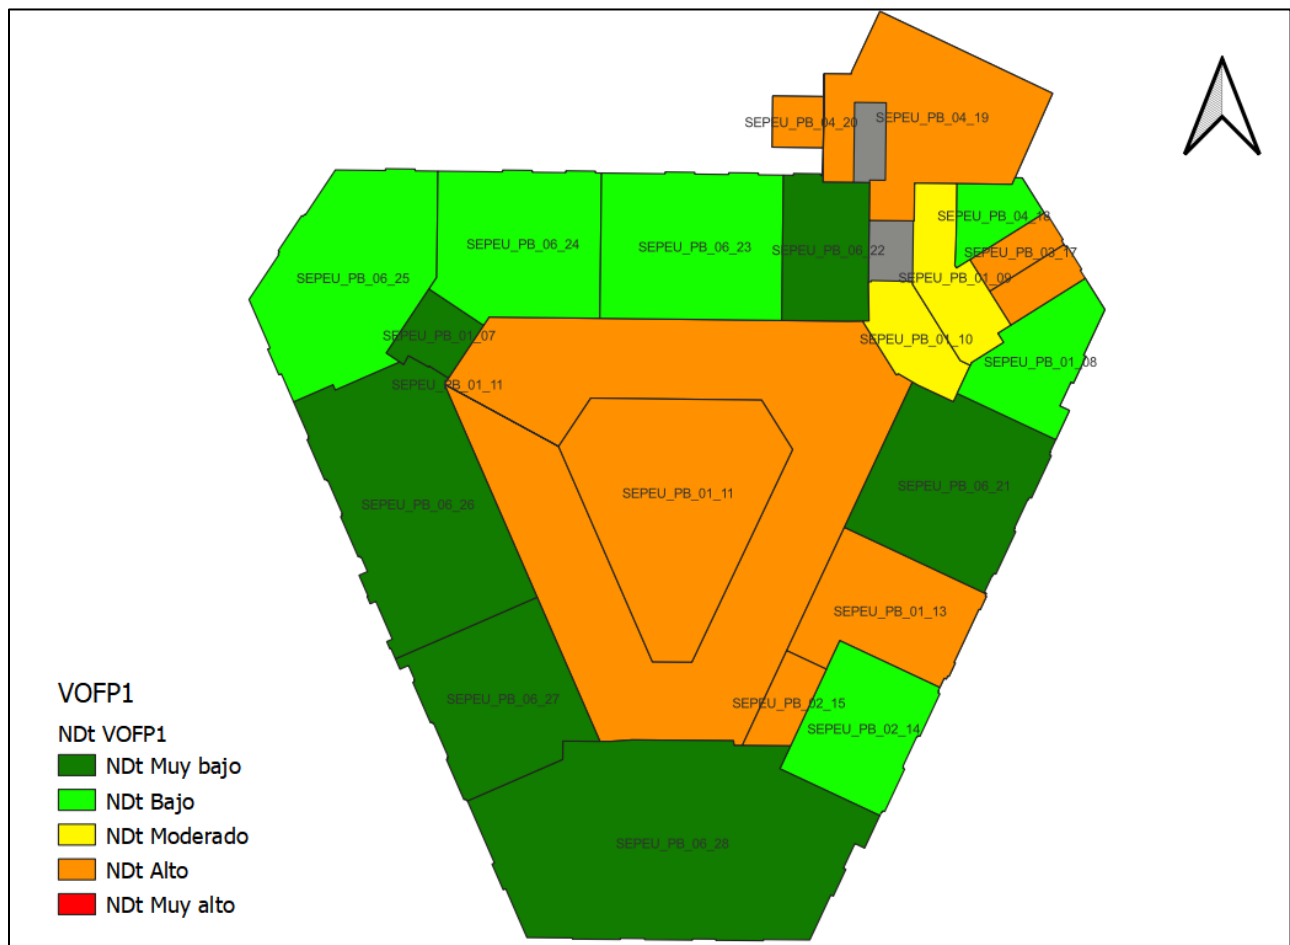 SEPEU_PB_04_20
SEPEU_PB_04_19
SEPEU_PB_04_18
SEPEU_PB_06_24
SEPEU_PB_06_23
SEPEU_PB_06_22
SEPEU_PB_03_17
SEPEU_PB_06_25
SEPEU_PB_01_09
SEPEU_PB_01_07
SEPEU_PB_01_10
SEPEU_PB_01_08
SEPEU_PB_01_11
SEPEU_PB_06_21
SEPEU_PB_01_11
SEPEU_PB_06_26
SEPEU_PB_01_13
SEPEU_PB_06_27
SEPEU_PB_02_15
SEPEU_PB_02_14
SEPEU_PB_06_28
VOFP1
NDt VOFP1
NDt Muy bajo
NDt Bajo
NDt Moderado
NDt Alto
NDt Muy alto